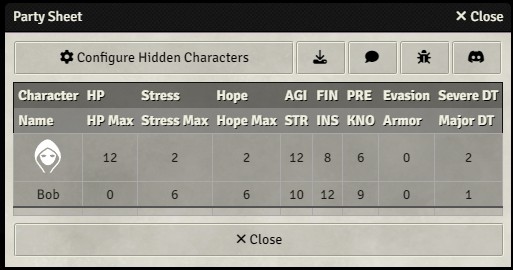 Party Sheet ✕ Close
Configure Hidden Characters
Character HP Stress Hope AGI FIN PRE Evasion Severe DT
Name HP Max Stress Max Hope Max STR INS KNO Armor Major DT
12 2 2 12 8 6 0 2
Bob 0 6 6 10 12 9 0 1
✕ Close